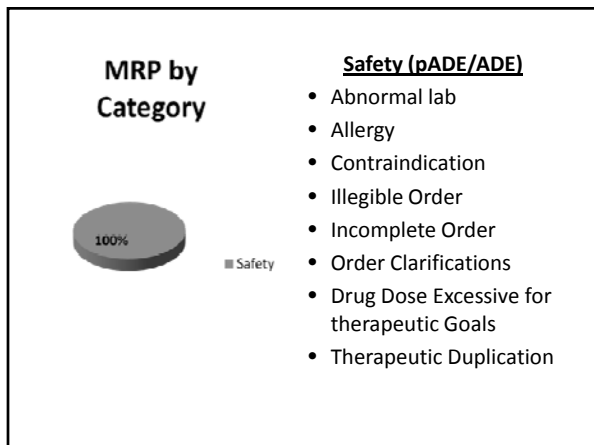 MRP by
Category
100%
Safety
Safety (pADE/ADE)
• Abnormal lab
• Allergy
• Contraindication
• Illegible Order
• Incomplete Order
• Order Clarifications
• Drug Dose Excessive for
therapeutic Goals
• Therapeutic Duplication